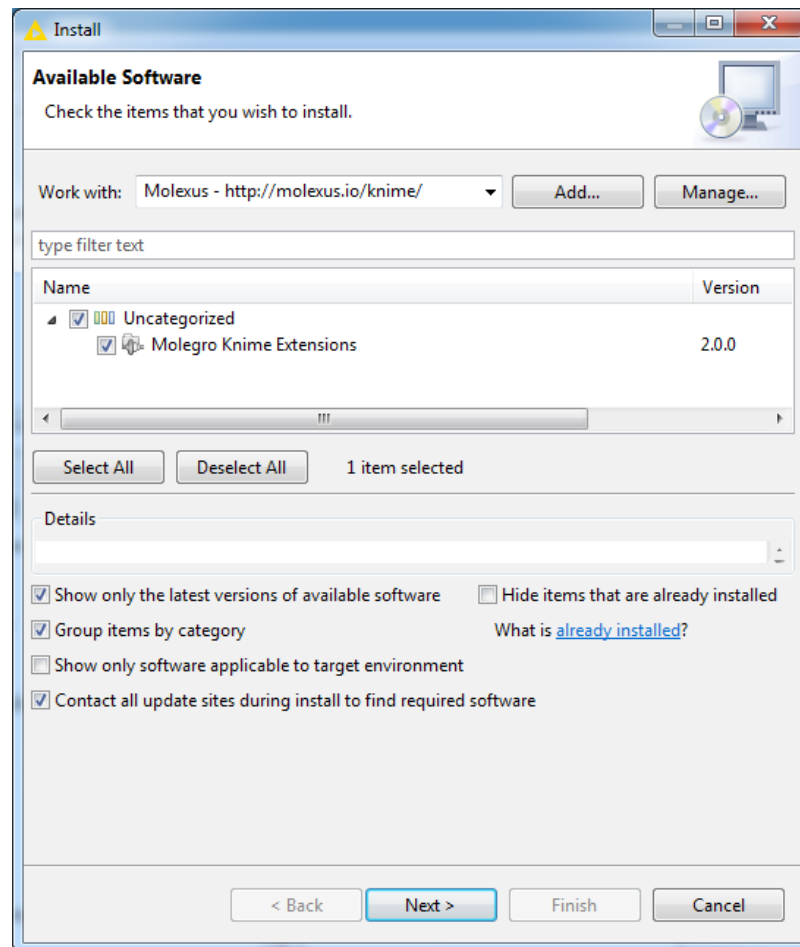 Install
Available Software
Check the items that you wish to install.
Work with: Molexus - http://molexus.io/knime/ Add... Manage...
type filter text
Name Version
Uncategorized
Molegro Knime Extensions 2.0.0
Select All Deselect All 1 item selected
Details
Show only the latest versions of available software Hide items that are already installed
Group items by category What is already installed?
Show only software applicable to target environment
Contact all update sites during install to find required software
< Back Next > Finish Cancel